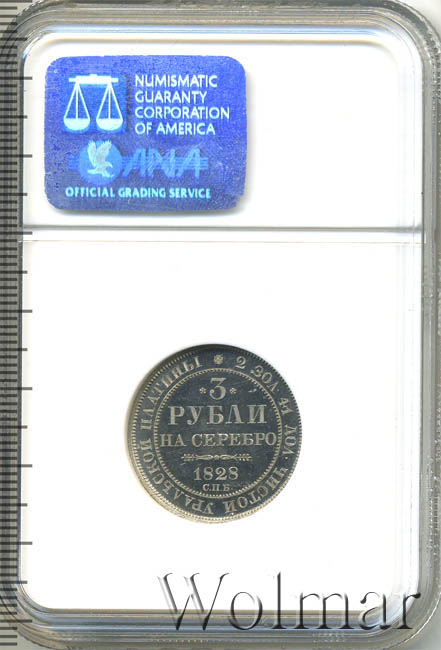 NUMISMATIC
GUARANTY
CORPORATION
OF AMERICA
ANA
OFFICIAL GRADING SERVICE
* 2 ЗОЛ. 41 ДОЛ. ЧИСТОЙ УРАЛЬСКОЙ ПЛАТИНЫ
*3*
РУБЛИ
НА СЕРЕБРО
1828
С.П.Б
Wolmar